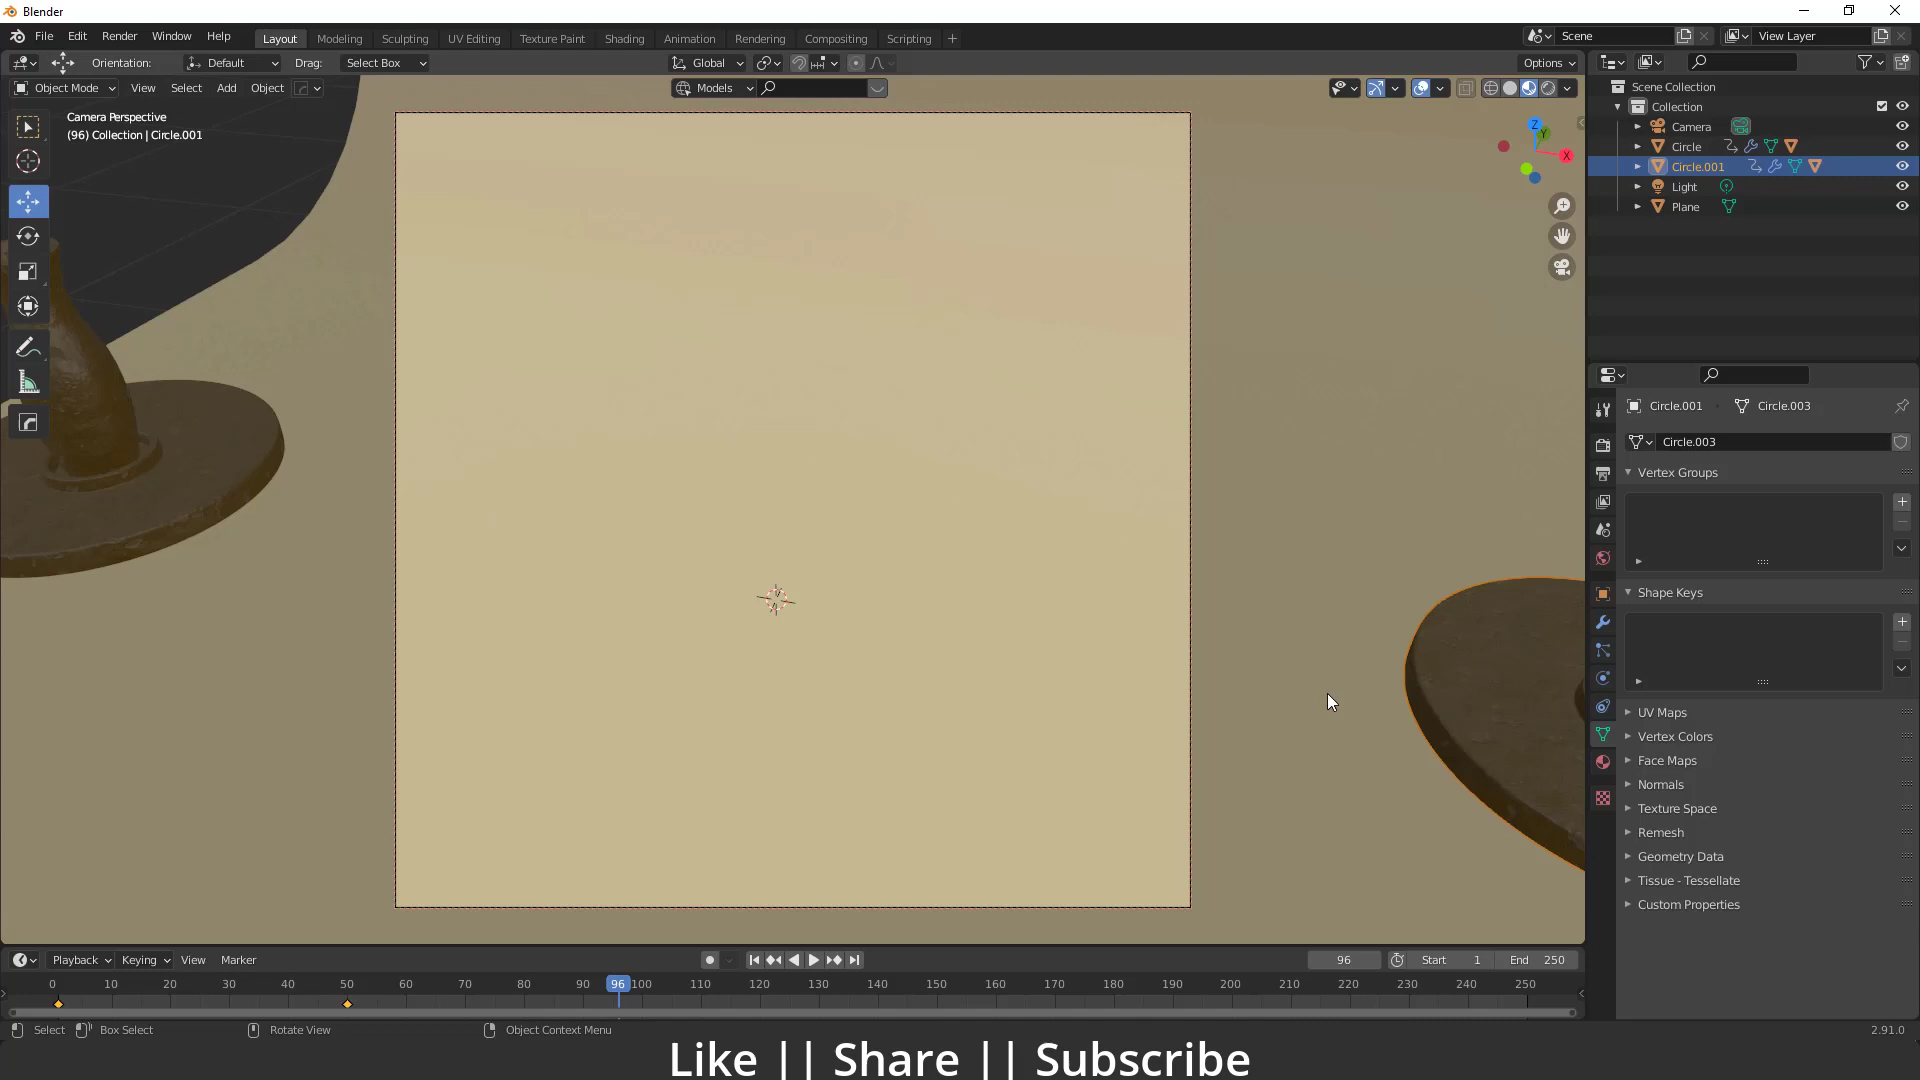 Blender
File Edit Render Window Help
Layout Modeling Sculpting UV Editing Texture Paint Shading Animation Rendering Compositing Scripting
Scene View Layer
Orientation: Default Drag: Select Box Global Options
Object Mode View Select Add Object Models
Camera Perspective
(96) Collection | Circle.001
Z Y X
Scene Collection
Collection
Camera
Circle
Circle.001
Light
Plane
Circle.001 Circle.003
Circle.003
Vertex Groups
Shape Keys
UV Maps
Vertex Colors
Face Maps
Normals
Texture Space
Remesh
Geometry Data
Tissue - Tessellate
Custom Properties
Playback Keying View Marker 96 Start 1 End 250
0 10 20 30 40 50 60 70 80 90 96 100 110 120 130 140 150 160 170 180 190 200 210 220 230 240 250
Select Box Select Rotate View Object Context Menu 2.91.0
Like || Share || Subscribe